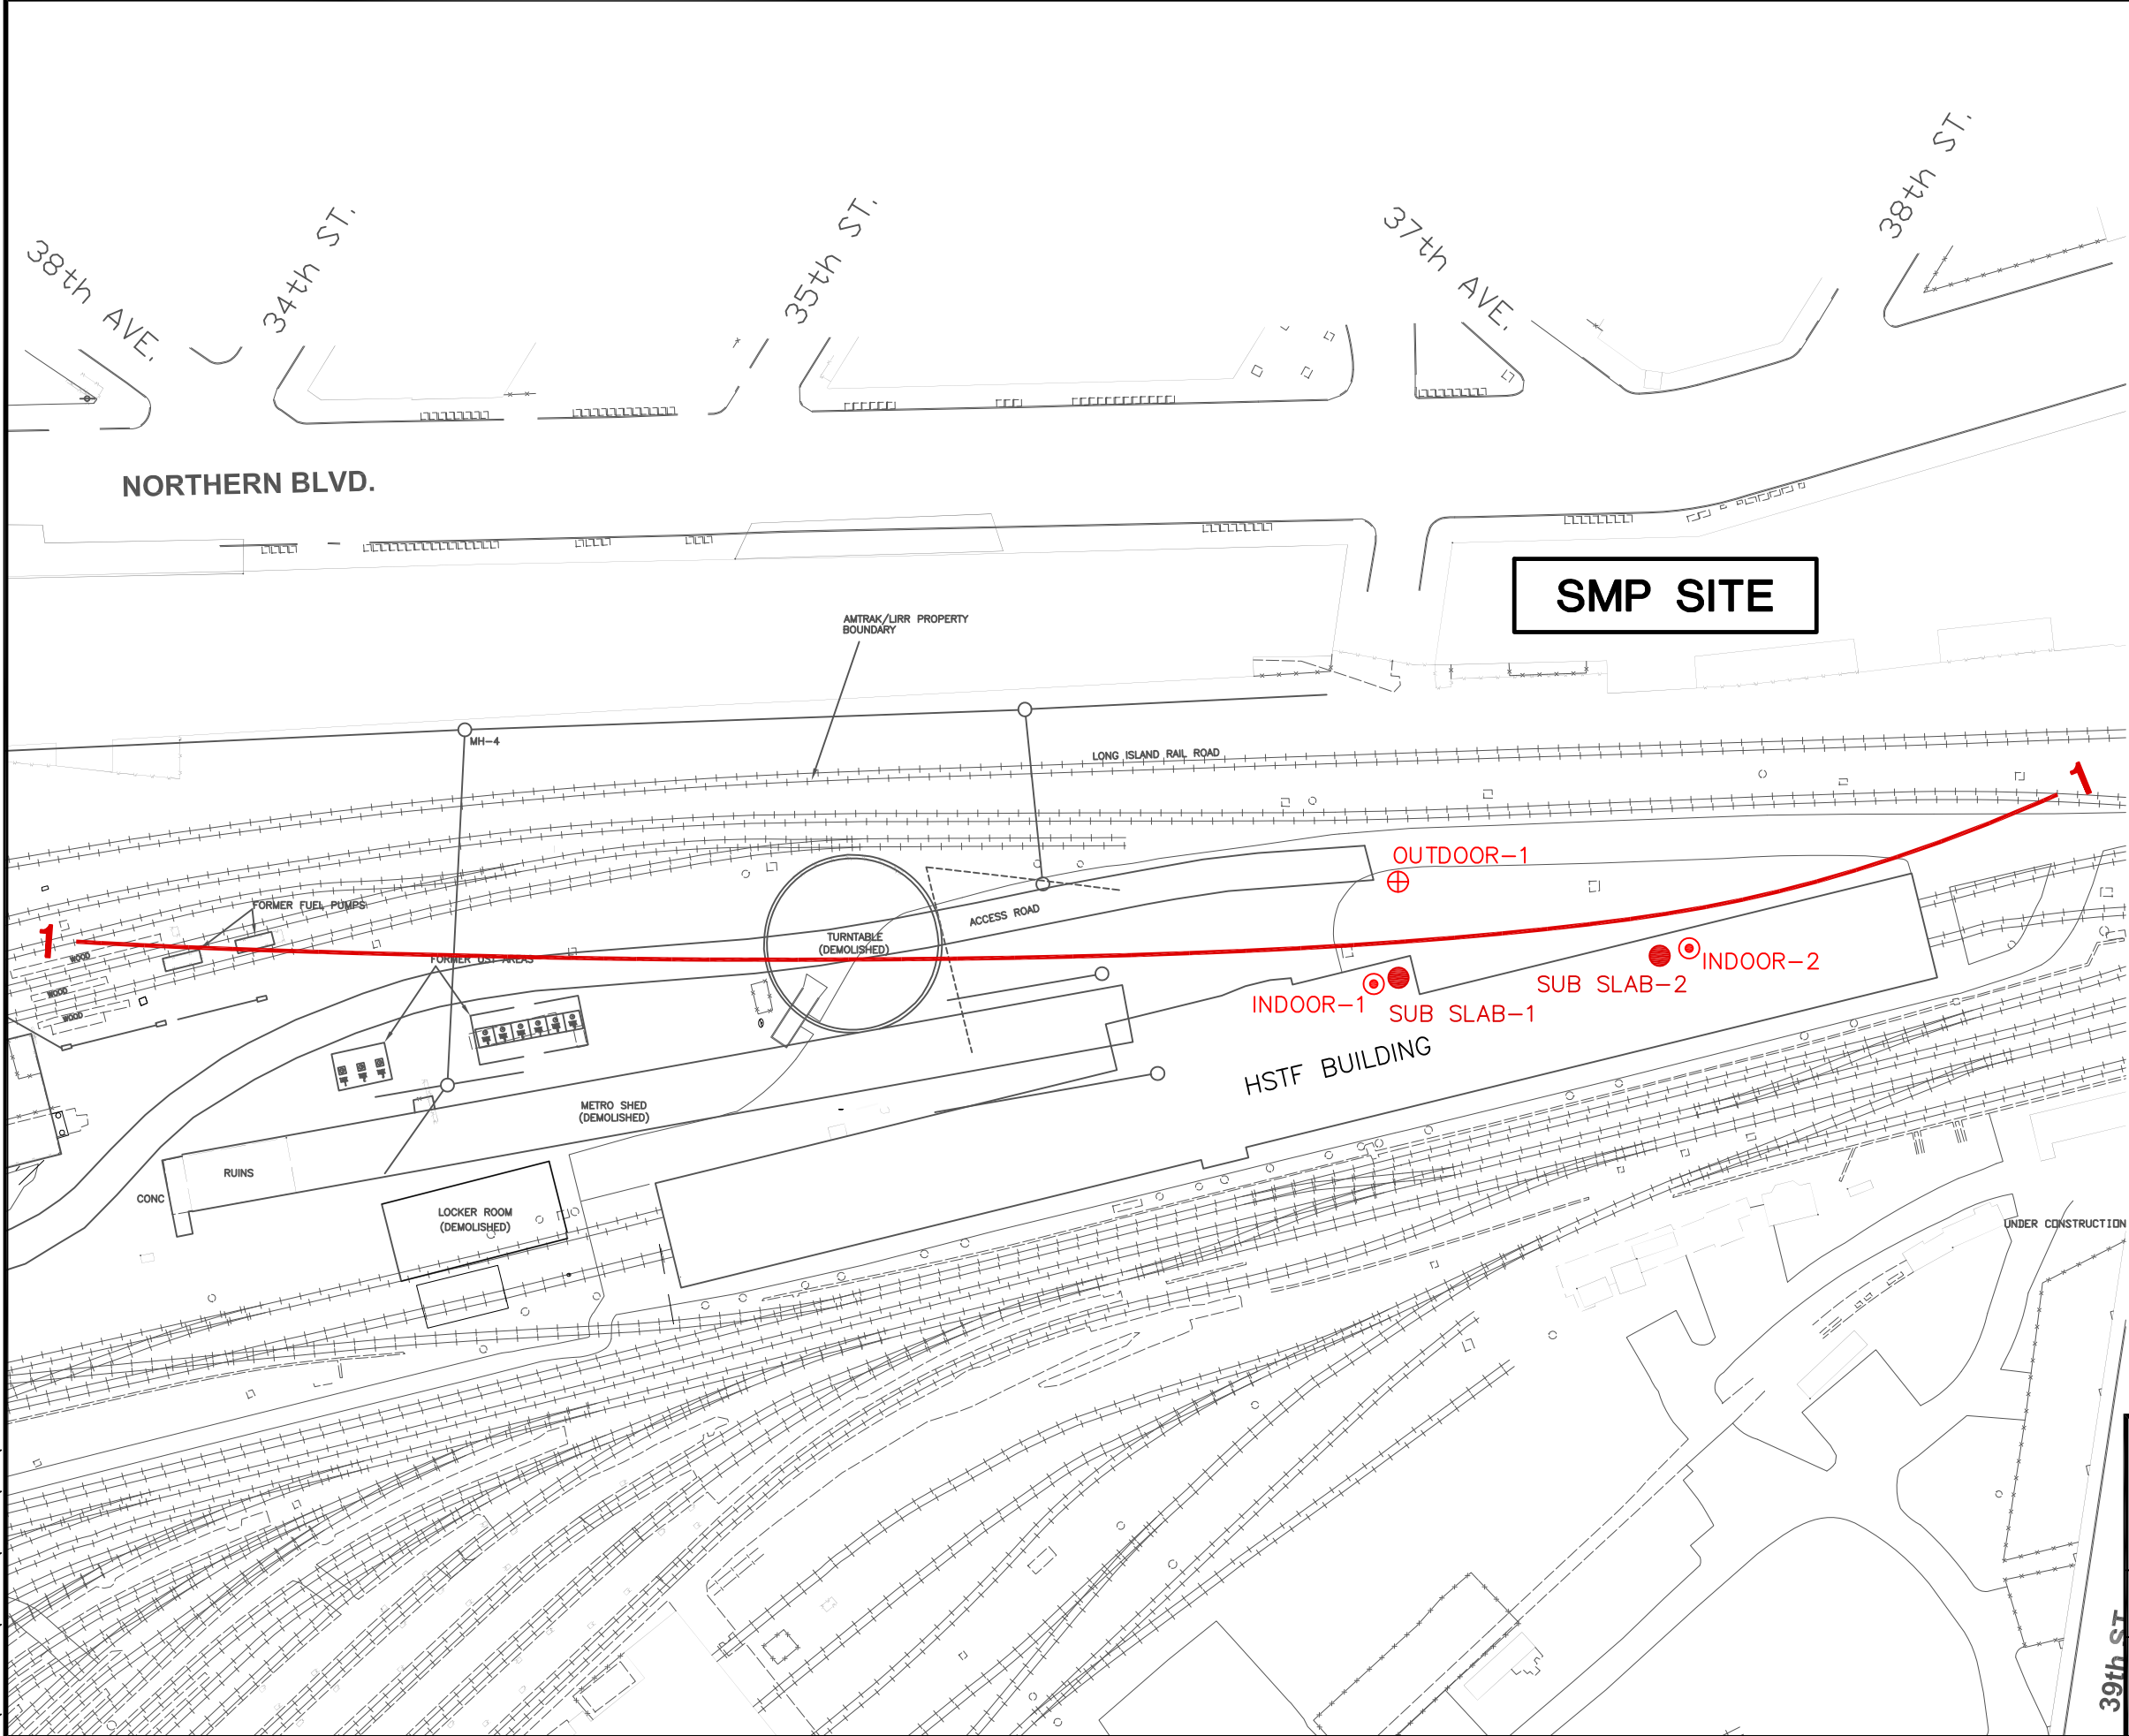 38th ST.
38th AVE.
34th ST.
35th ST.
37th AVE.
NORTHERN BLVD.
SMP SITE
AMTRAK/LIRR PROPERTY
BOUNDARY
MH-4
LONG ISLAND RAIL ROAD
1
OUTDOOR-1
FORMER FUEL PUMPS
ACCESS ROAD
1
TURNTABLE
(DEMOLISHED)
WOOD
FORMER UST AREAS
INDOOR-2
SUB SLAB-2
WOOD
INDOOR-1
SUB SLAB-1
WOOD
HSTF BUILDING
METRO SHED
(DEMOLISHED)
RUINS
CONC
LOCKER ROOM
(DEMOLISHED)
UNDER CONSTRUCTION
39th ST